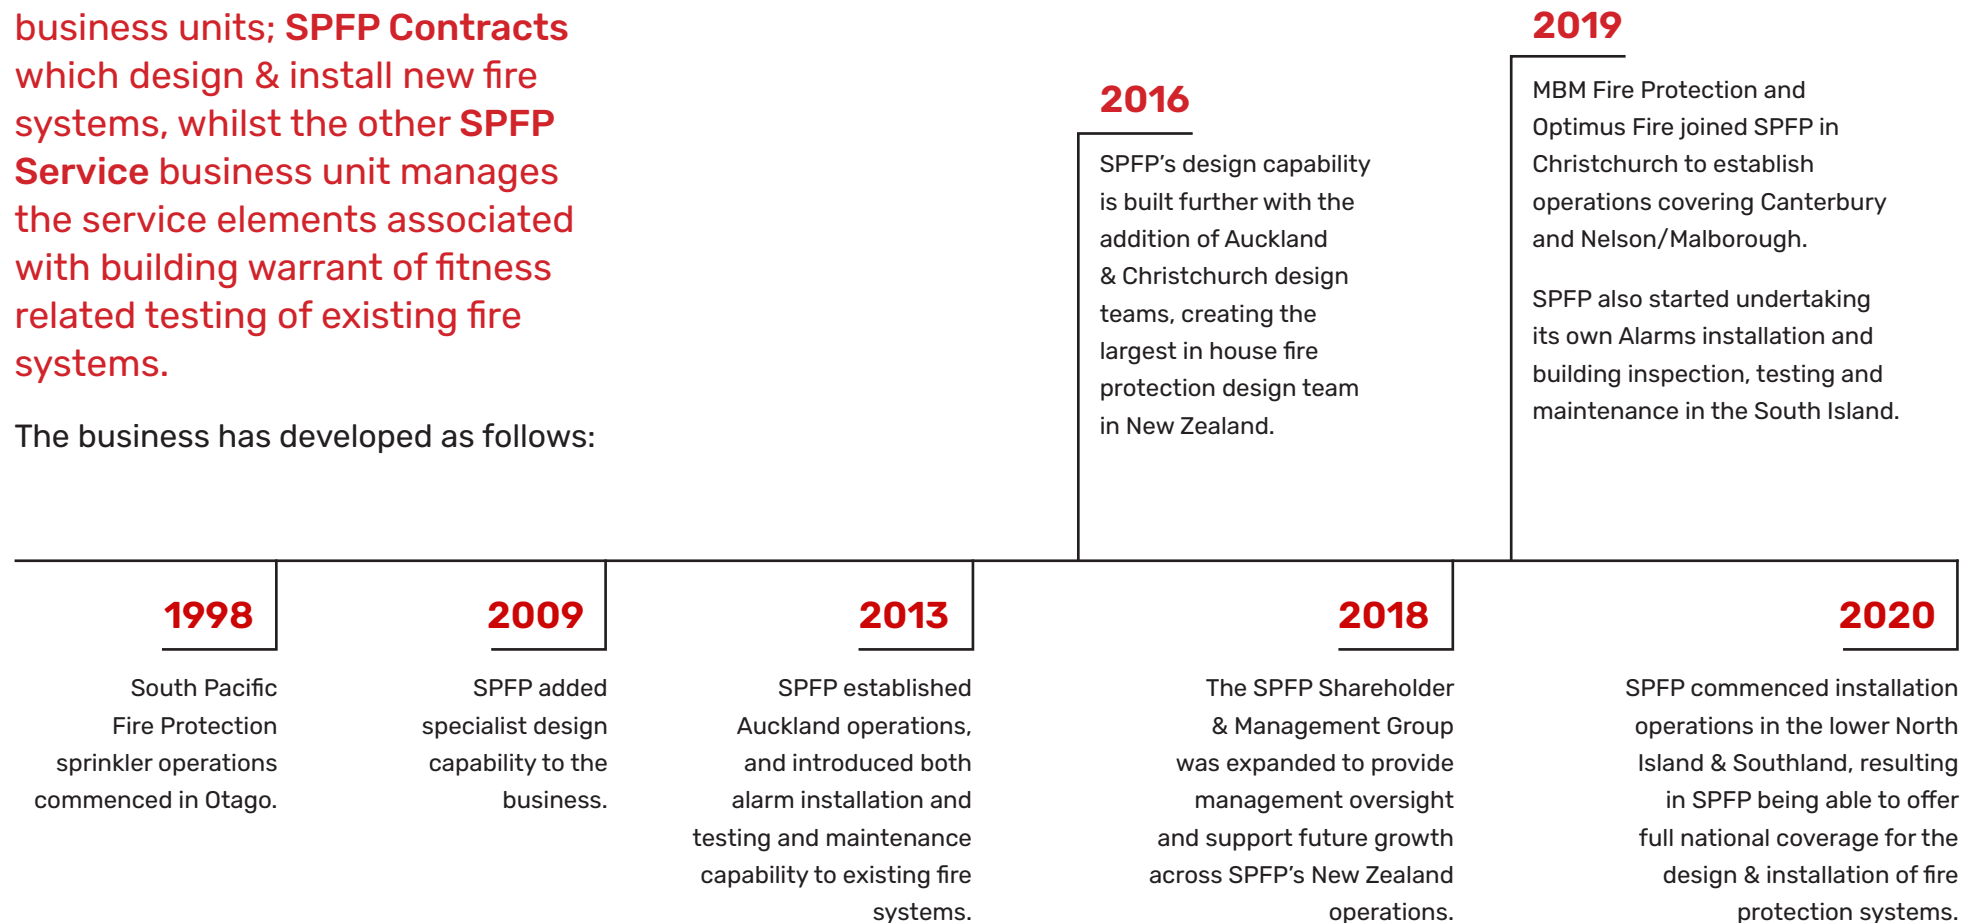 business units; SPFP Contracts
which design & install new fire
systems, whilst the other SPFP
Service business unit manages
the service elements associated
with building warrant of fitness
related testing of existing fire
systems.
The business has developed as follows:
1998
South Pacific
Fire Protection
sprinkler operations
commenced in Otago.
2009
SPFP added
specialist design
capability to the
business.
2013
SPFP established
Auckland operations,
and introduced both
alarm installation and
testing and maintenance
capability to existing fire
systems.
2016
SPFP’s design capability
is built further with the
addition of Auckland
& Christchurch design
teams, creating the
largest in house fire
protection design team
in New Zealand.
2018
The SPFP Shareholder
& Management Group
was expanded to provide
management oversight
and support future growth
across SPFP’s New Zealand
operations.
2019
MBM Fire Protection and
Optimus Fire joined SPFP in
Christchurch to establish
operations covering Canterbury
and Nelson/Malborough.
SPFP also started undertaking
its own Alarms installation and
building inspection, testing and
maintenance in the South Island.
2020
SPFP commenced installation
operations in the lower North
Island & Southland, resulting
in SPFP being able to offer
full national coverage for the
design & installation of fire
protection systems.